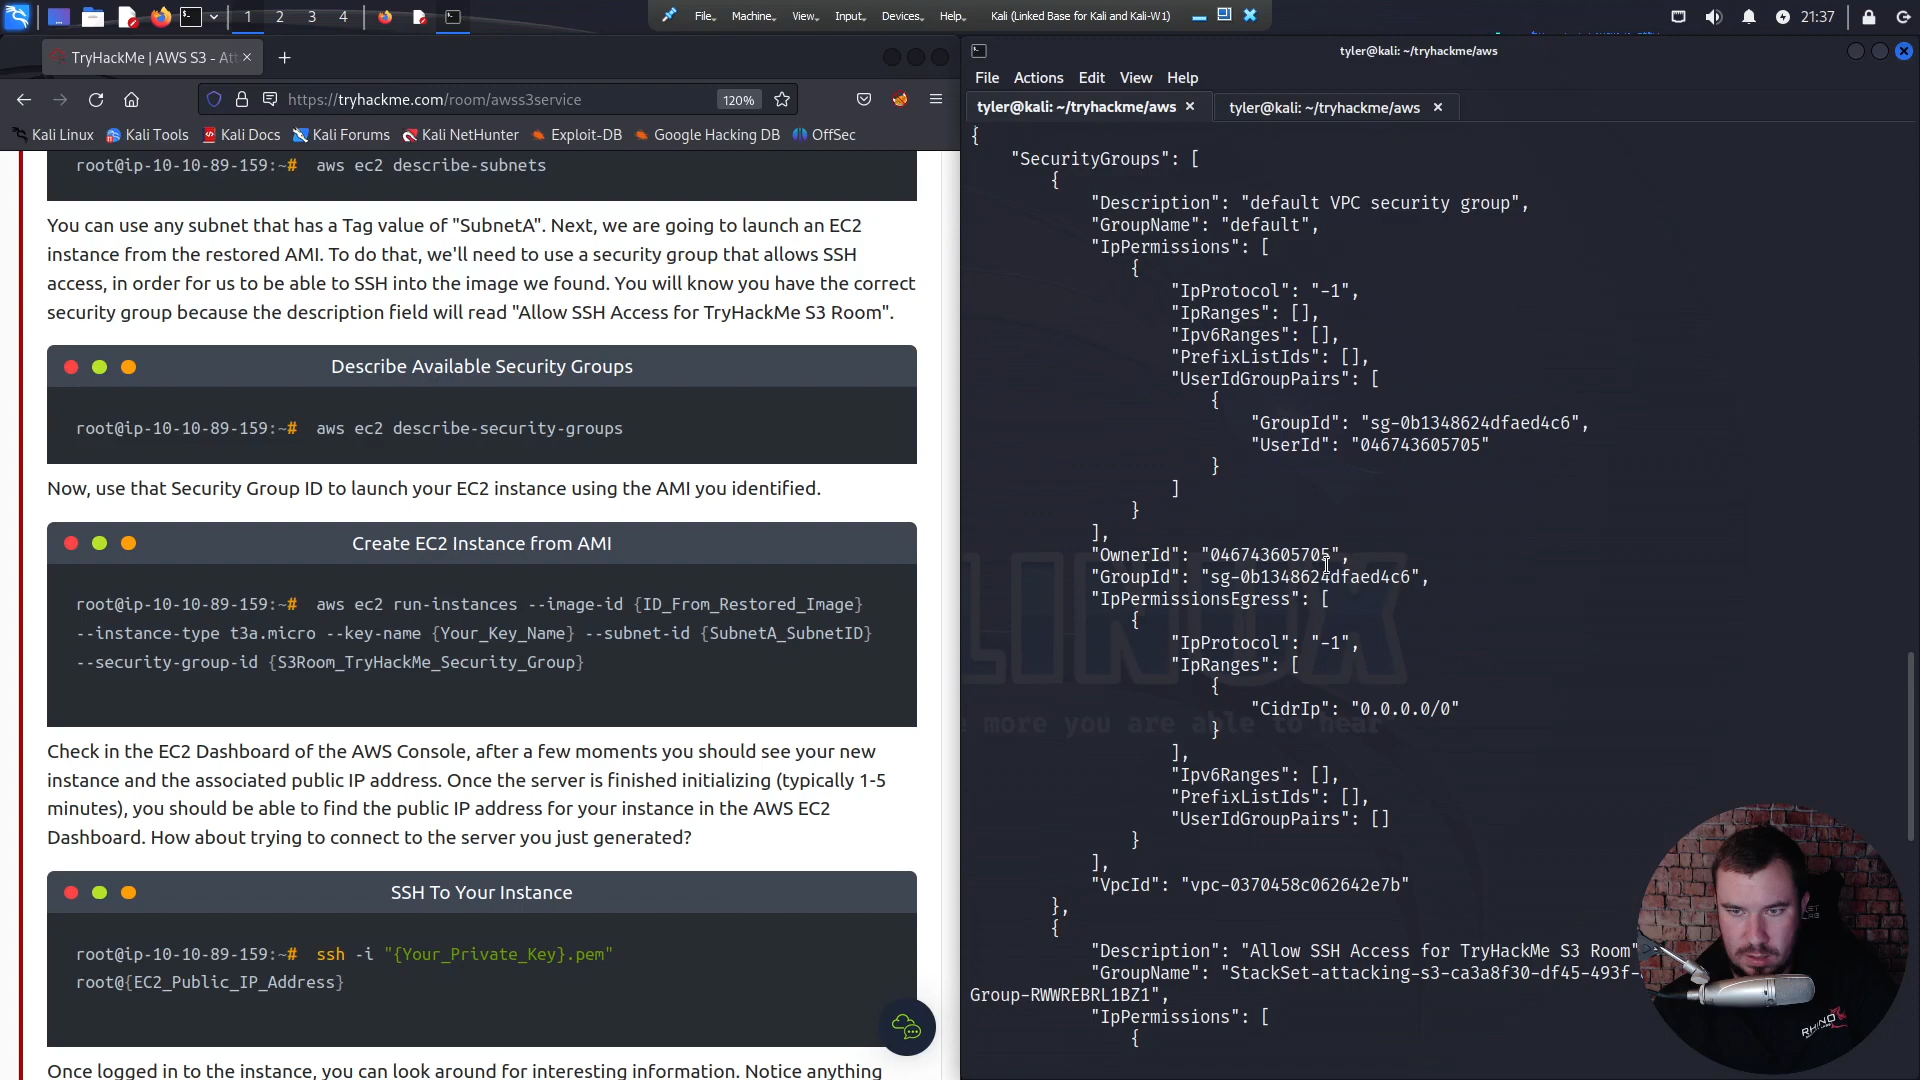 1 2 3 4
File Machine View Input Devices Help Kali (Linked Base for Kali and Kali-W1)
21:37
TryHackMe | AWS S3 - Att
https://tryhackme.com/room/awss3service
120%
Kali Linux Kali Tools Kali Docs Kali Forums Kali NetHunter Exploit-DB Google Hacking DB OffSec
root@ip-10-10-89-159:~# aws ec2 describe-subnets
You can use any subnet that has a Tag value of "SubnetA". Next, we are going to launch an EC2
instance from the restored AMI. To do that, we'll need to use a security group that allows SSH
access, in order for us to be able to SSH into the image we found. You will know you have the correct
security group because the description field will read "Allow SSH Access for TryHackMe S3 Room".
Describe Available Security Groups
root@ip-10-10-89-159:~# aws ec2 describe-security-groups
Now, use that Security Group ID to launch your EC2 instance using the AMI you identified.
Create EC2 Instance from AMI
root@ip-10-10-89-159:~# aws ec2 run-instances --image-id {ID_From_Restored_Image}
--instance-type t3a.micro --key-name {Your_Key_Name} --subnet-id {SubnetA_SubnetID}
--security-group-id {S3Room_TryHackMe_Security_Group}
Check in the EC2 Dashboard of the AWS Console, after a few moments you should see your new
instance and the associated public IP address. Once the server is finished initializing (typically 1-5
minutes), you should be able to find the public IP address for your instance in the AWS EC2
Dashboard. How about trying to connect to the server you just generated?
SSH To Your Instance
root@ip-10-10-89-159:~# ssh -i "{Your_Private_Key}.pem"
root@{EC2_Public_IP_Address}
Once logged in to the instance, you can look around for interesting information. Notice anything
tyler@kali: ~/tryhackme/aws
File Actions Edit View Help
tyler@kali: ~/tryhackme/aws tyler@kali: ~/tryhackme/aws
{
"SecurityGroups": [
{
"Description": "default VPC security group",
"GroupName": "default",
"IpPermissions": [
{
"IpProtocol": "-1",
"IpRanges": [],
"Ipv6Ranges": [],
"PrefixListIds": [],
"UserIdGroupPairs": [
{
"GroupId": "sg-0b1348624dfaed4c6",
"UserId": "046743605705"
}
]
}
],
"OwnerId": "046743605705",
"GroupId": "sg-0b1348624dfaed4c6",
"IpPermissionsEgress": [
{
"IpProtocol": "-1",
"IpRanges": [
{
"CidrIp": "0.0.0.0/0"
}
],
"Ipv6Ranges": [],
"PrefixListIds": [],
"UserIdGroupPairs": []
}
],
"VpcId": "vpc-0370458c062642e7b"
},
{
"Description": "Allow SSH Access for TryHackMe S3 Room"
"GroupName": "StackSet-attacking-s3-ca3a8f30-df45-493f-
Group-RWWREBRL1BZ1",
"IpPermissions": [
{
LINUX
more you are able to hear